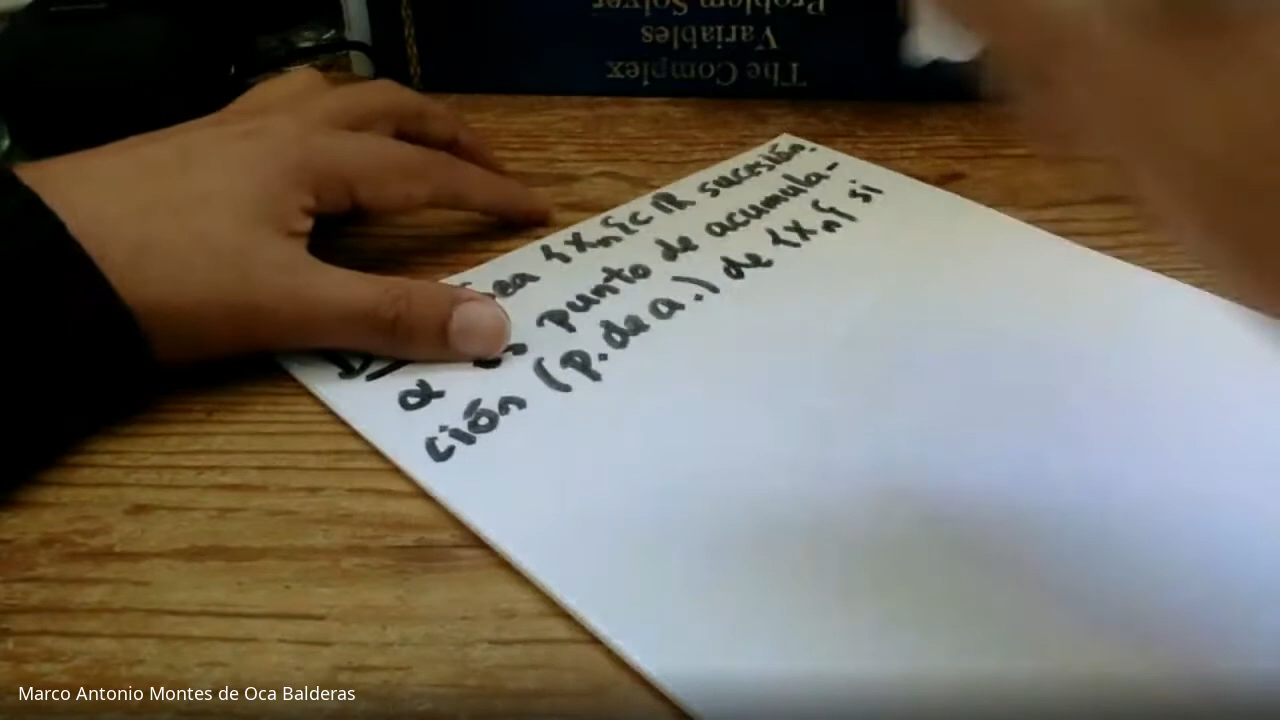 The Complex
Variables
Problem Solver
Sea {Xn}⊂ℝ sucesión.
α es punto de acumula-
ción (p. de a.) de {Xn} si
Marco Antonio Montes de Oca Balderas